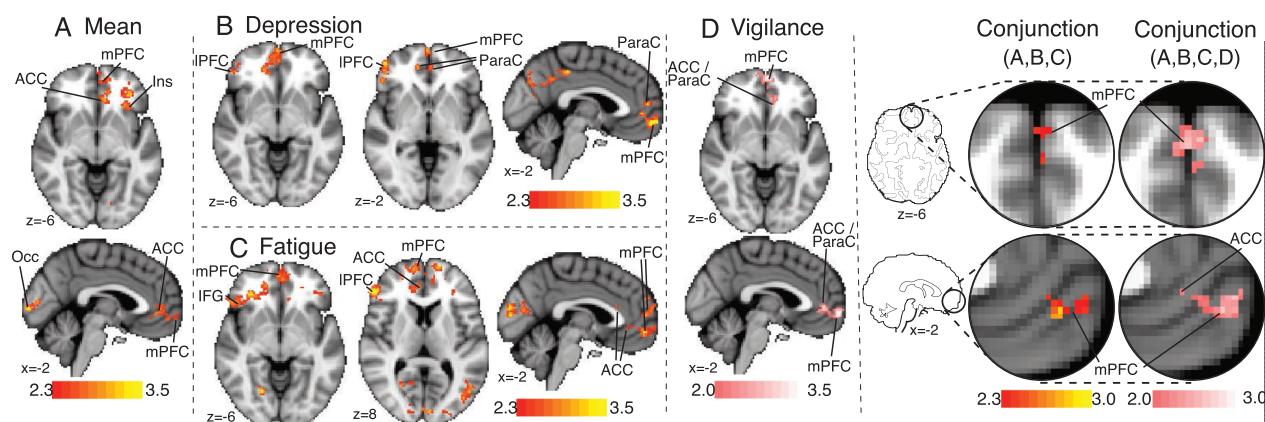 A Mean
mPFC
ACC
Ins
z=-6
Occ
ACC
mPFC
x=-2
2.3
3.5
B Depression
mPFC
lPFC
z=-6
mPFC
lPFC
ParaC
z=-2
ParaC
mPFC
x=-2
2.3
3.5
C Fatigue
mPFC
IFG
z=-6
mPFC
ACC
lPFC
z=8
mPFC
x=-2
ACC
2.3
3.5
D Vigilance
mPFC
ACC /
ParaC
z=-6
ACC /
ParaC
mPFC
x=-2
2.0
3.5
Conjunction
(A,B,C)
Conjunction
(A,B,C,D)
mPFC
z=-6
ACC
x=-2
mPFC
2.3
3.0
2.0
3.0